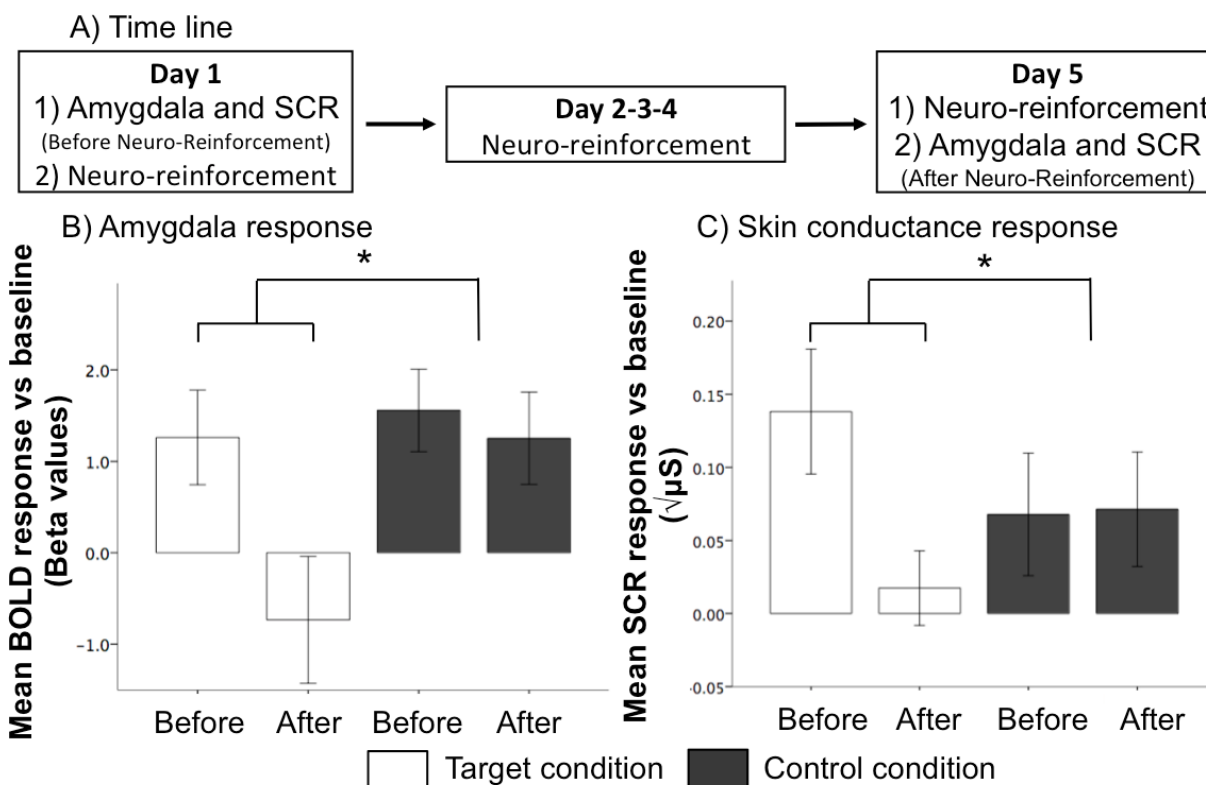 A) Time line
Day 1
1) Amygdala and SCR
(Before Neuro-Reinforcement)
2) Neuro-reinforcement
Day 2-3-4
Neuro-reinforcement
Day 5
1) Neuro-reinforcement
2) Amygdala and SCR
(After Neuro-Reinforcement)
B) Amygdala response
*
Mean BOLD response vs baseline
(Beta values)
2.0
1.0
0.0
−1.0
Before After Before After
C) Skin conductance response
*
Mean SCR response vs baseline
(√µS)
0.20
0.15
0.10
0.05
0.00
-0.05
Before After Before After
Target condition Control condition